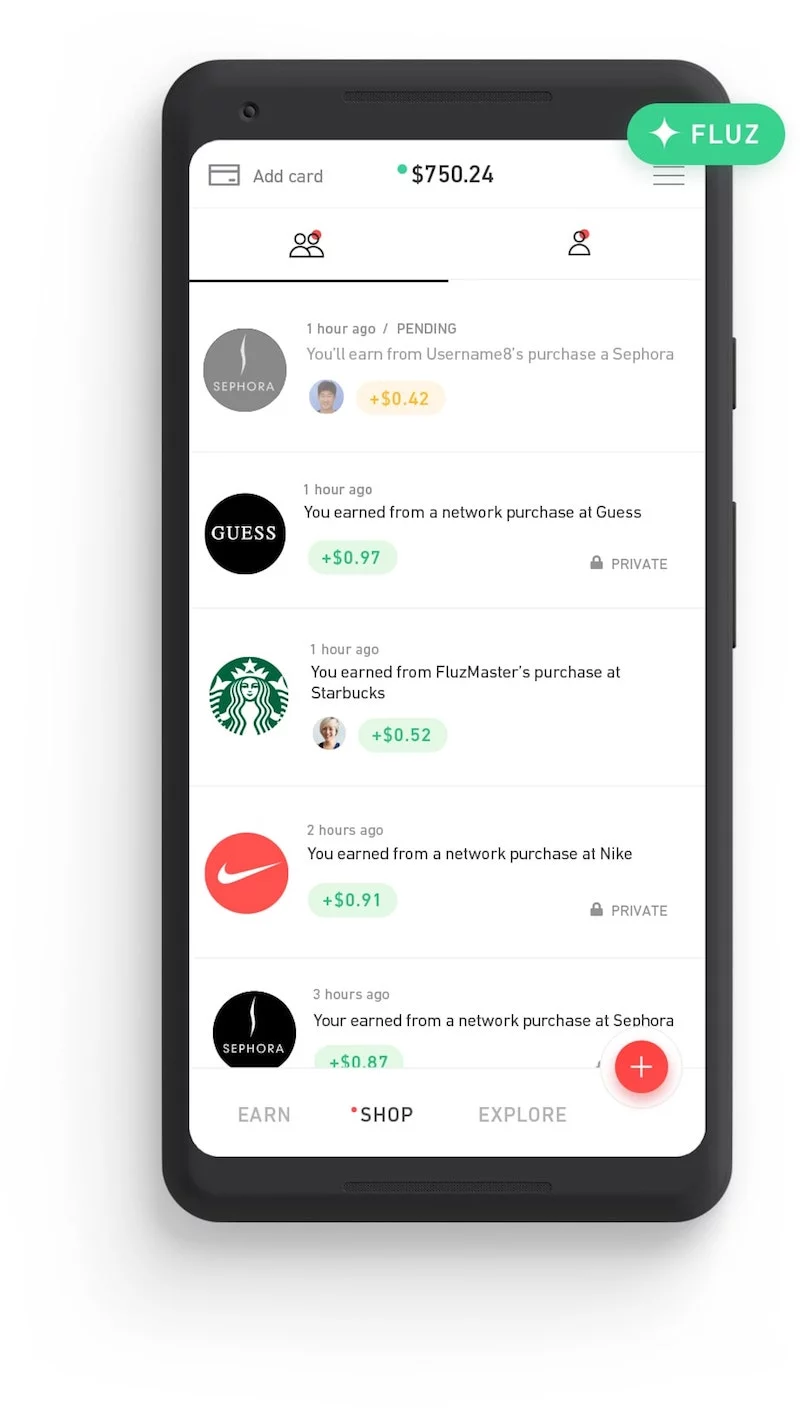 FLUZ
Add card
$750.24
1 hour ago / PENDING
You'll earn from Username8's purchase a Sephora
SEPHORA
+$0.42
1 hour ago
You earned from a network purchase at Guess
GUESS
+$0.97
PRIVATE
1 hour ago
You earned from FluzMaster's purchase at
Starbucks
+$0.52
2 hours ago
You earned from a network purchase at Nike
+$0.91
PRIVATE
3 hours ago
Your earned from a network purchase at Sephora
SEPHORA
+$0.87
EARN
SHOP
EXPLORE